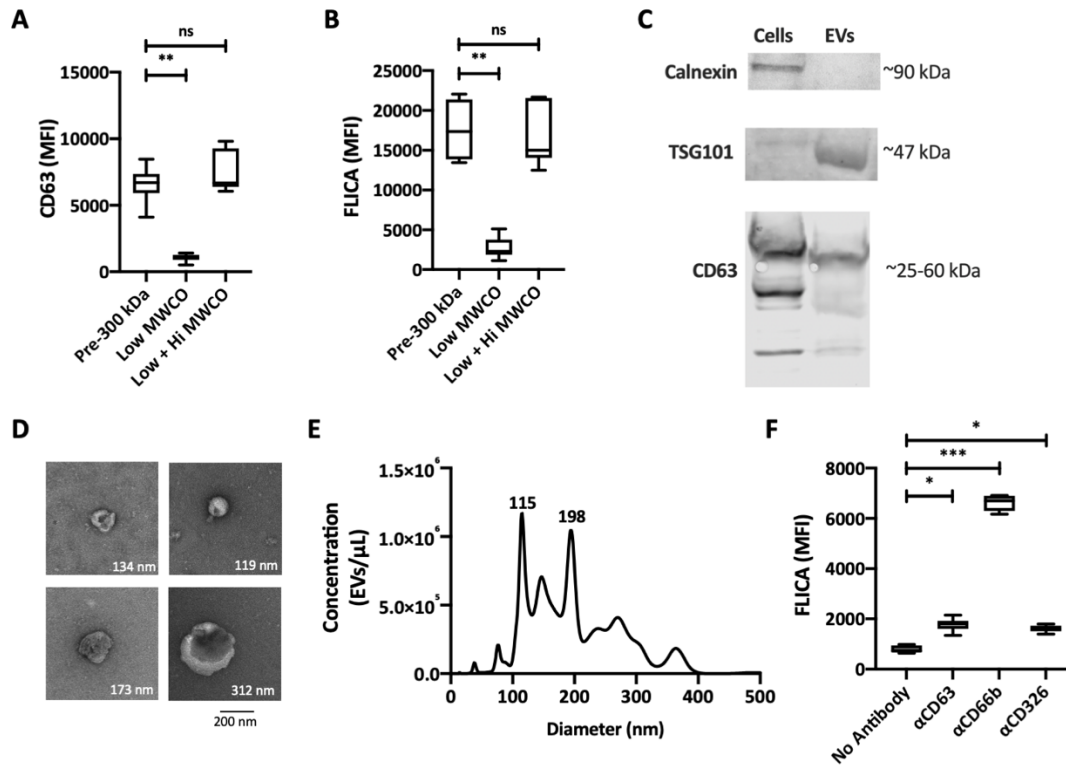 A
ns
**
15000
10000
5000
0
CD63 (MFI)
Pre-300 kDa
Low MWCO
Low + Hi MWCO
B
ns
**
25000
20000
15000
10000
5000
0
FLICA (MFI)
Pre-300 kDa
Low MWCO
Low + Hi MWCO
C
Cells EVs
Calnexin ~90 kDa
TSG101 ~47 kDa
CD63 ~25-60 kDa
D
134 nm
119 nm
173 nm
312 nm
200 nm
E
1.5×10⁶
1.0×10⁶
5.0×10⁵
0.0
Concentration
(EVs/μL)
115
198
0 100 200 300 400 500
Diameter (nm)
F
*
***
*
8000
6000
4000
2000
0
FLICA (MFI)
No Antibody
αCD63
αCD66b
αCD326